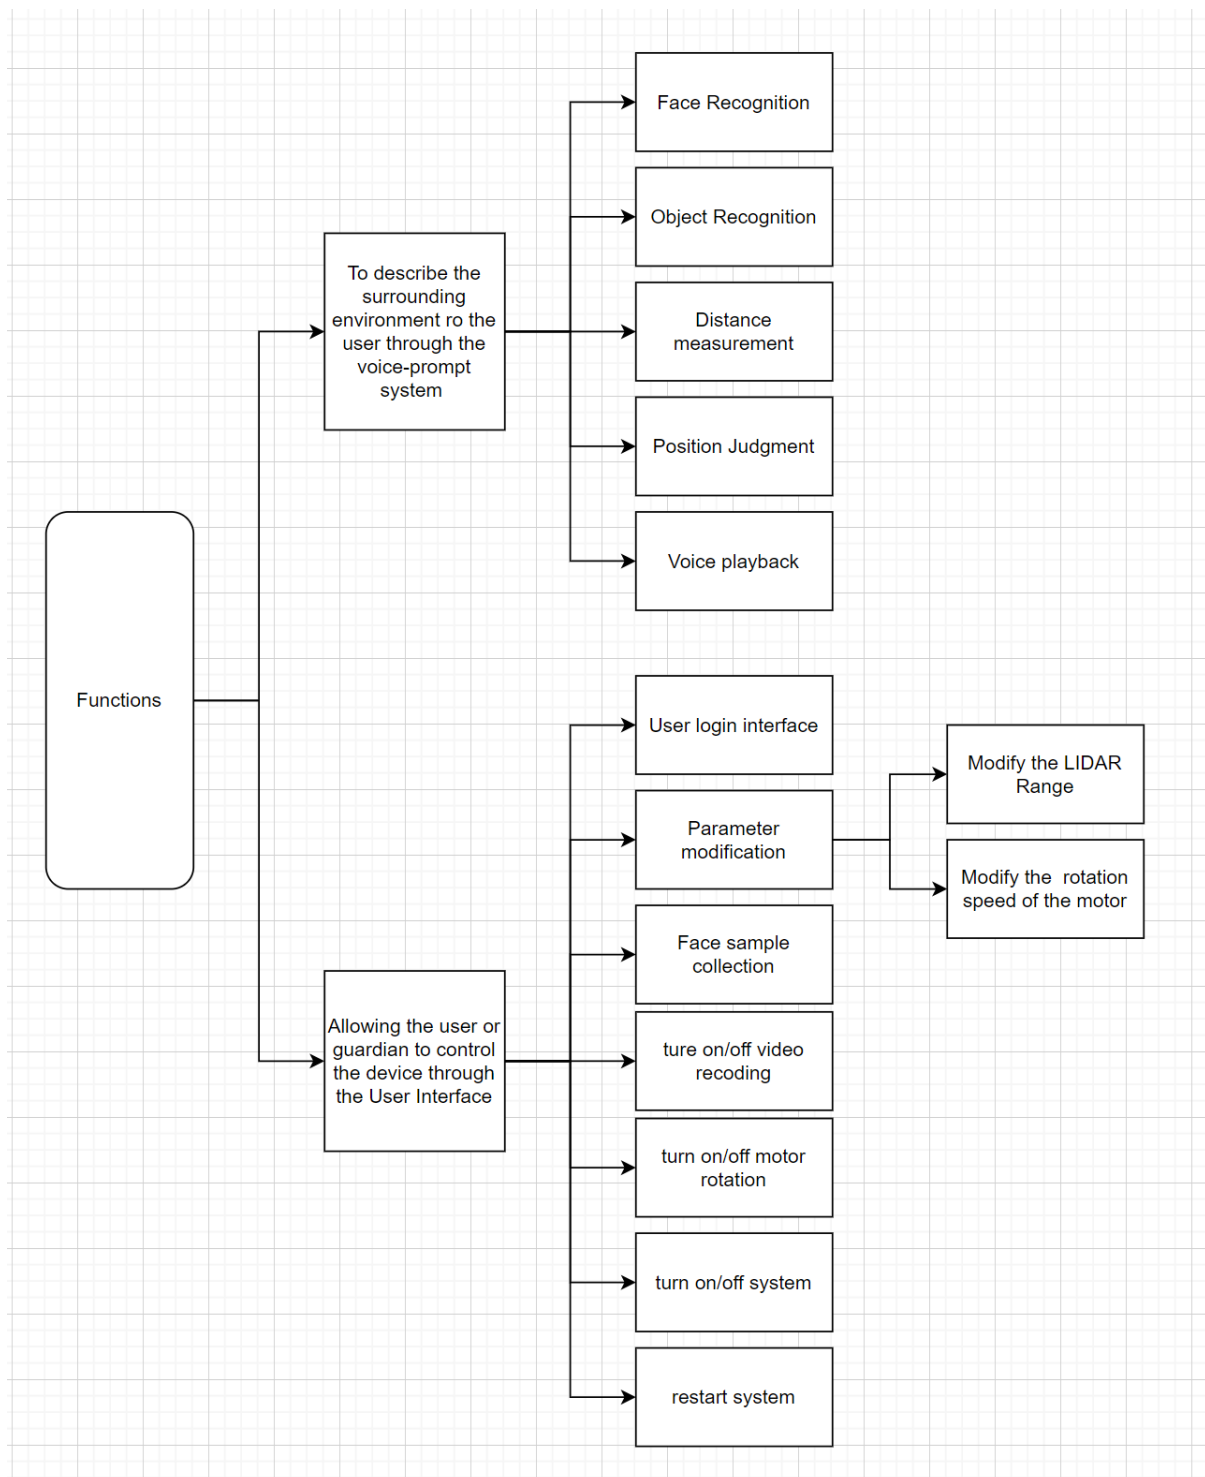 Face Recognition
Object Recognition
To describe the
surrounding
environment ro the
user through the
voice-prompt
system
Distance
measurement
Position Judgment
Voice playback
Functions
User login interface
Modify the LIDAR
Range
Parameter
modification
Modify the  rotation
speed of the motor
Face sample
collection
Allowing the user or
guardian to control
the device through
the User Interface
ture on/off video
recoding
turn on/off motor
rotation
turn on/off system
restart system